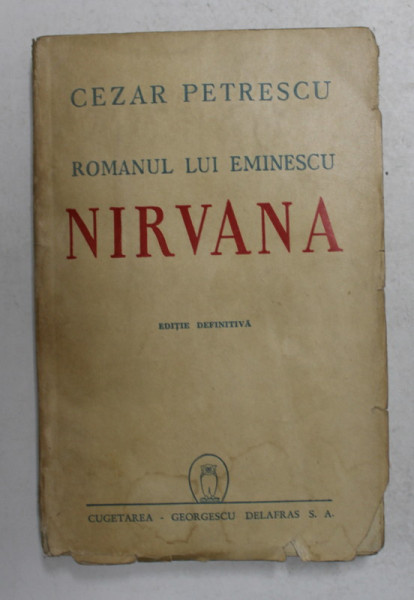 CEZAR PETRESCU
ROMANUL LUI EMINESCU
NIRVANA
EDIȚIE DEFINITIVĂ
CUGETAREA - GEORGESCU DELAFRAS S. A.